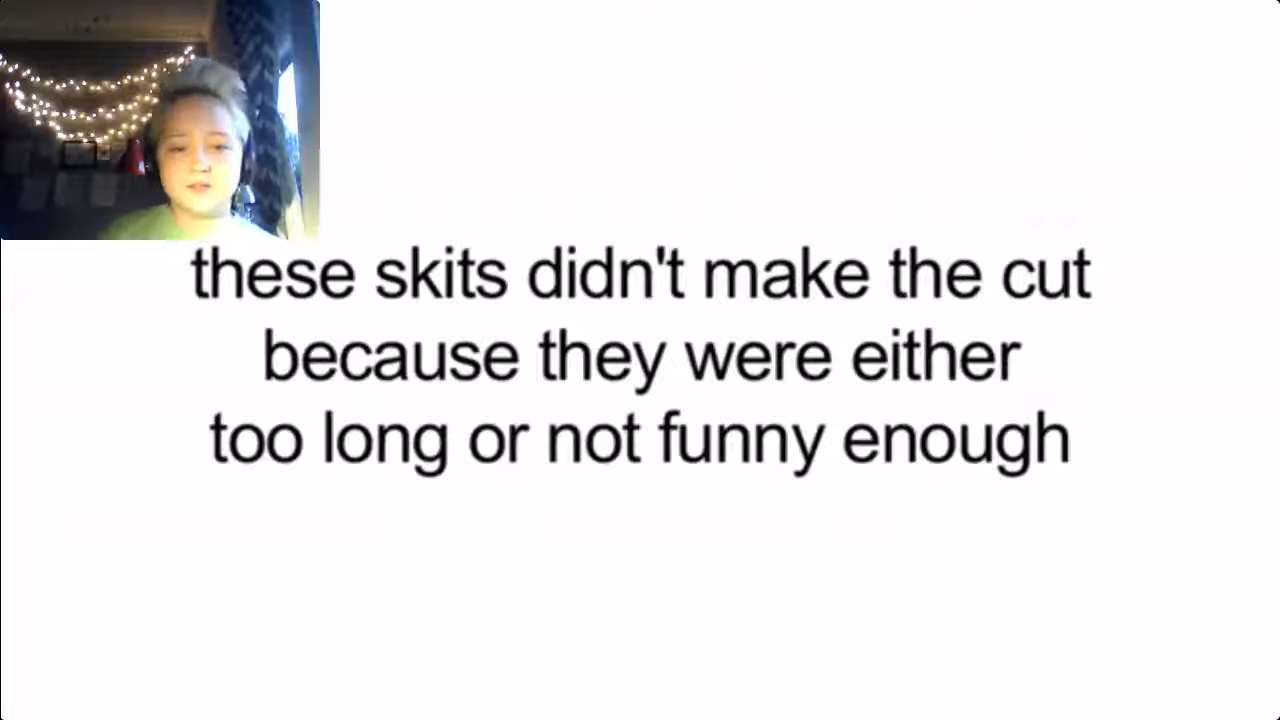 these skits didn't make the cut
because they were either
too long or not funny enough